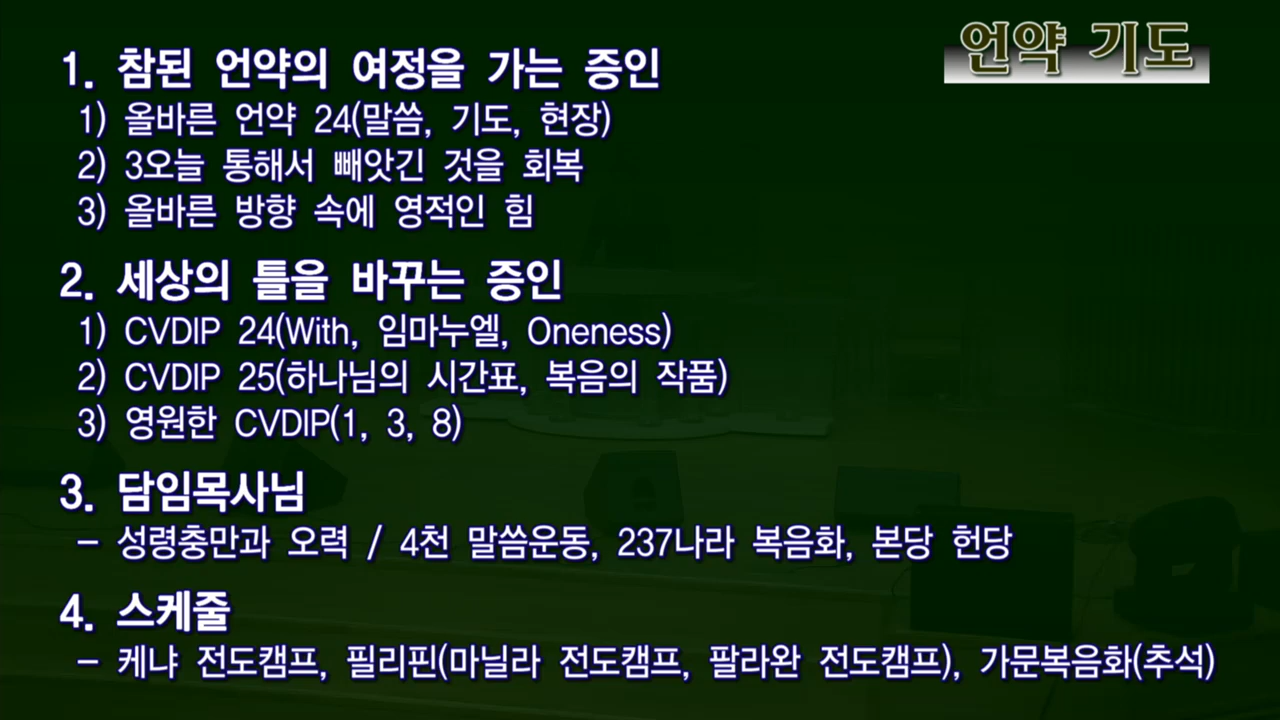 언약 기도
1. 참된 언약의 여정을 가는 증인
1) 올바른 언약 24(말씀, 기도, 현장)
2) 3오늘 통해서 빼앗긴 것을 회복
3) 올바른 방향 속에 영적인 힘
2. 세상의 틀을 바꾸는 증인
1) CVDIP 24(With, 임마누엘, Oneness)
2) CVDIP 25(하나님의 시간표, 복음의 작품)
3) 영원한 CVDIP(1, 3, 8)
3. 담임목사님
- 성령충만과 오력 / 4천 말씀운동, 237나라 복음화, 본당 헌당
4. 스케줄
- 케냐 전도캠프, 필리핀(마닐라 전도캠프, 팔라완 전도캠프), 가문복음화(추석)